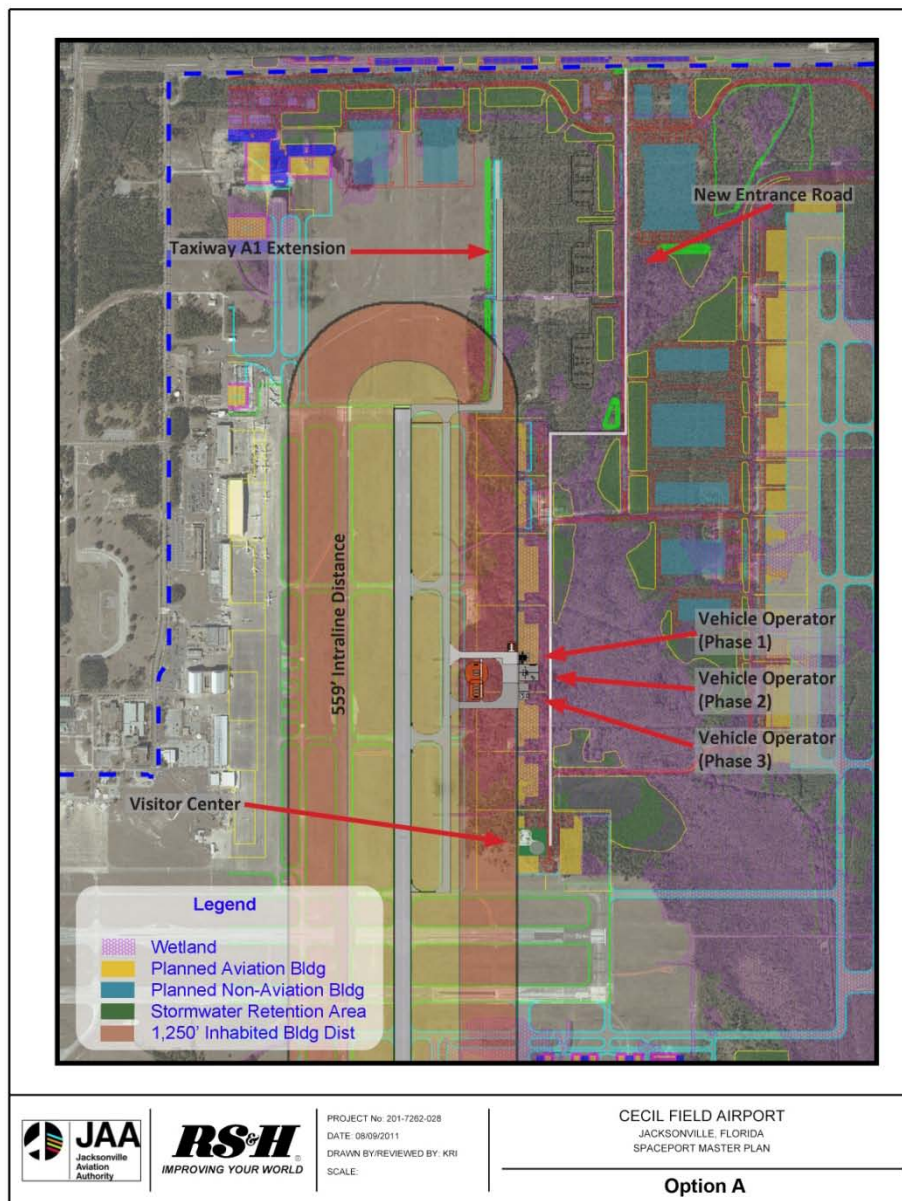 New Entrance Road
Taxiway A1 Extension
559' Intraline Distance
Vehicle Operator
(Phase 1)
Vehicle Operator
(Phase 2)
Vehicle Operator
(Phase 3)
Visitor Center
Legend
Wetland
Planned Aviation Bldg
Planned Non-Aviation Bldg
Stormwater Retention Area
1,250' Inhabited Bldg Dist
JAA
Jacksonville
Aviation
Authority
RS&H®
IMPROVING YOUR WORLD
PROJECT No: 201-7262-028
DATE: 08/09/2011
DRAWN BY/REVIEWED BY: KRI
SCALE:
CECIL FIELD AIRPORT
JACKSONVILLE, FLORIDA
SPACEPORT MASTER PLAN
Option A